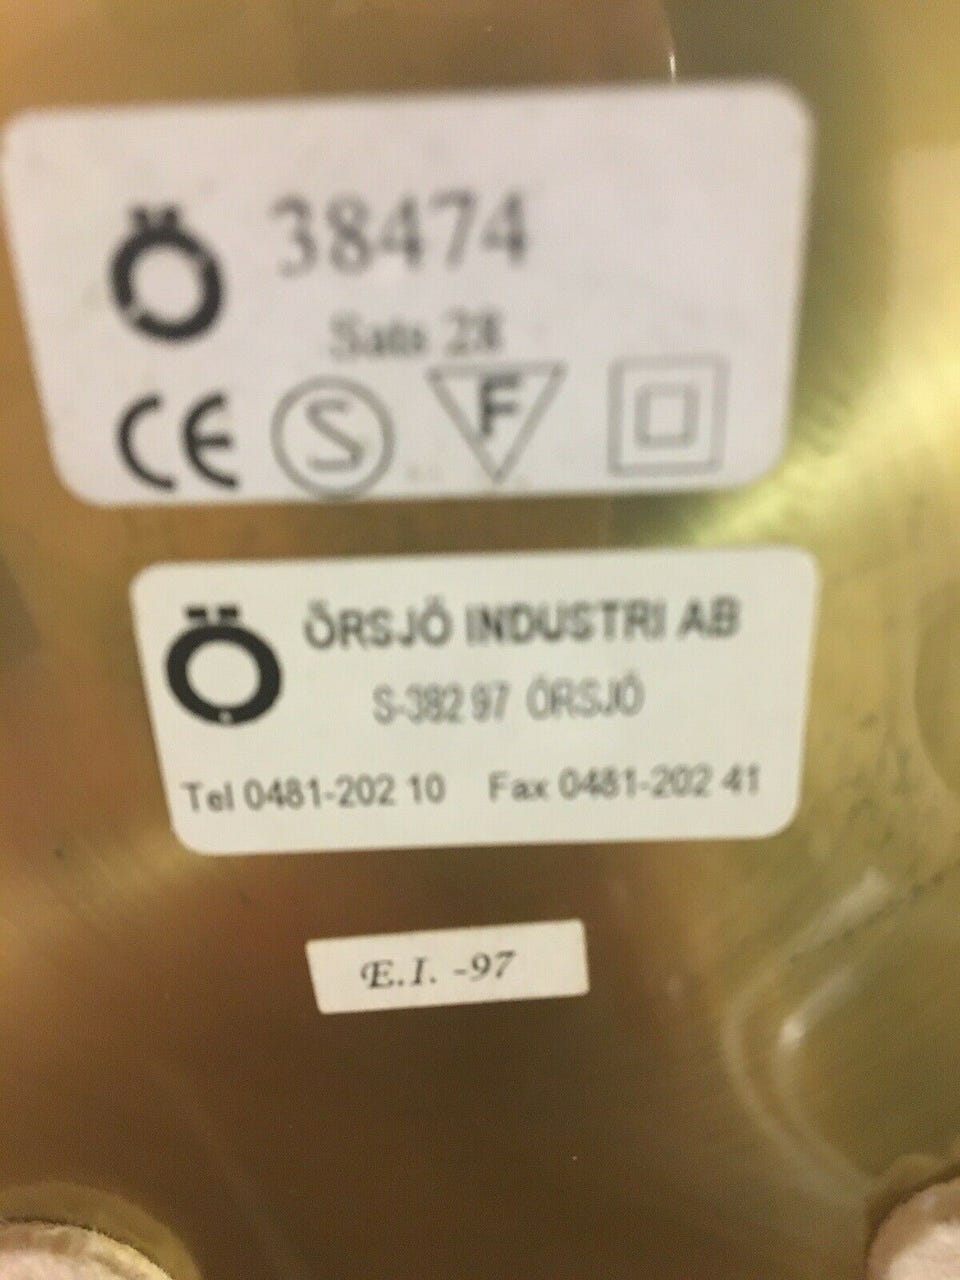 Ö 38474
Sats 28
CE S F
Ö ÖRSJÖ INDUSTRI AB
S-382 97 ÖRSJÖ
Tel 0481-202 10 Fax 0481-202 41
E.I. -97